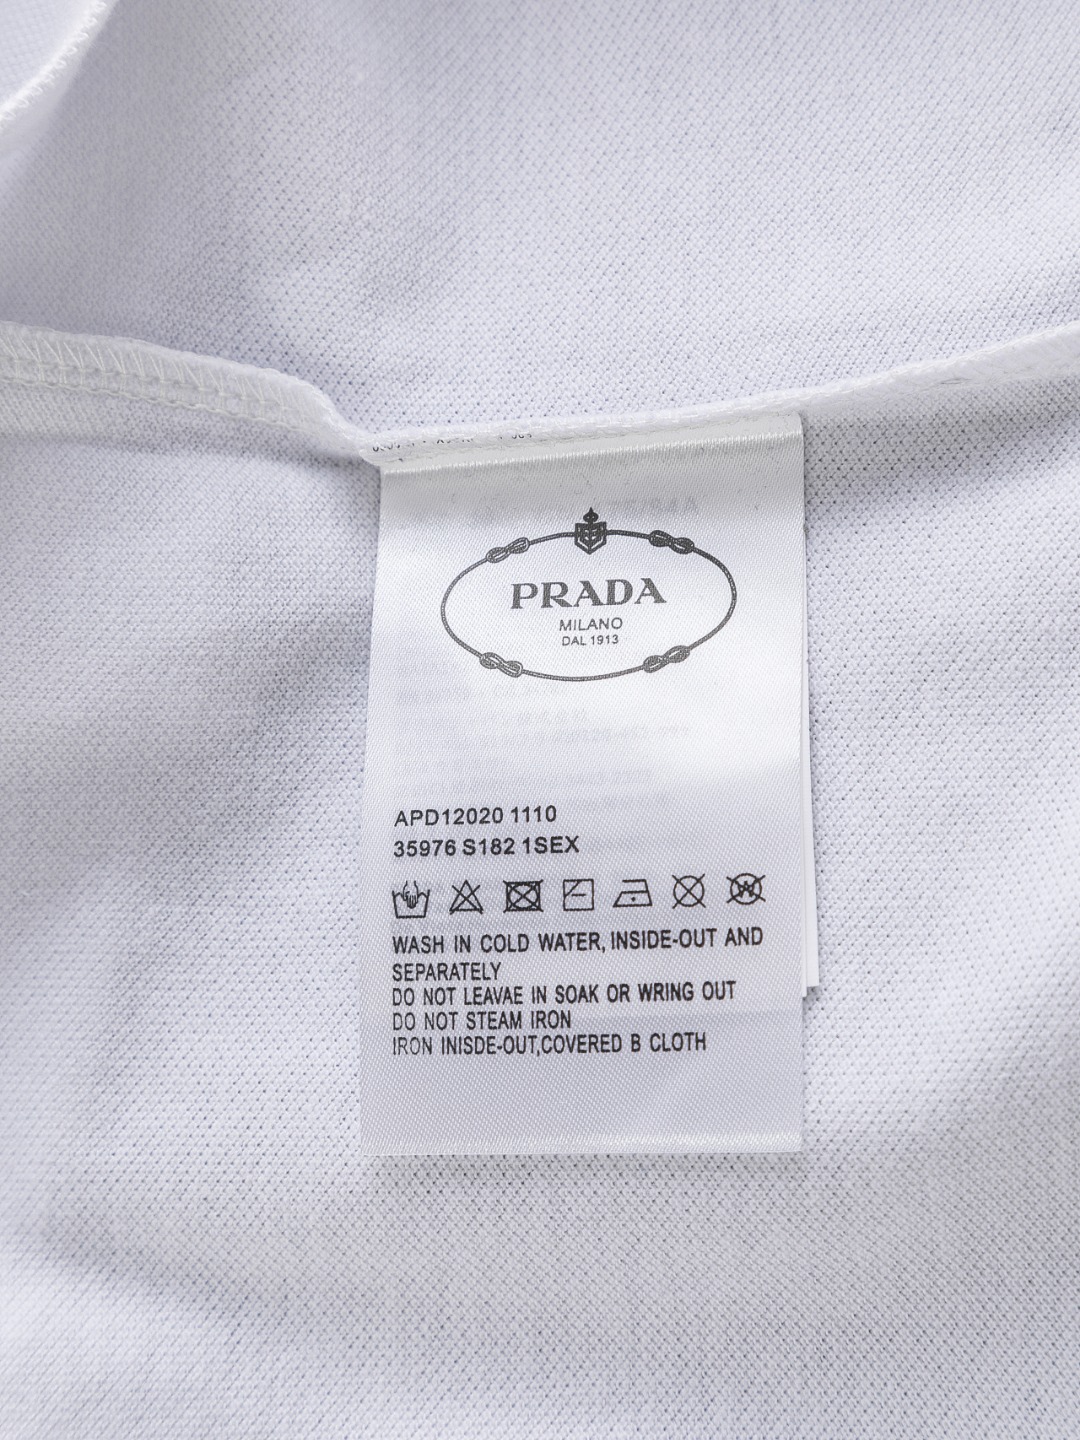 PRADA
MILANO
DAL 1913
APD12020 1110
35976 S182 1SEX
WASH IN COLD WATER, INSIDE-OUT AND
SEPARATELY
DO NOT LEAVAE IN SOAK OR WRING OUT
DO NOT STEAM IRON
IRON INISDE-OUT,COVERED B CLOTH